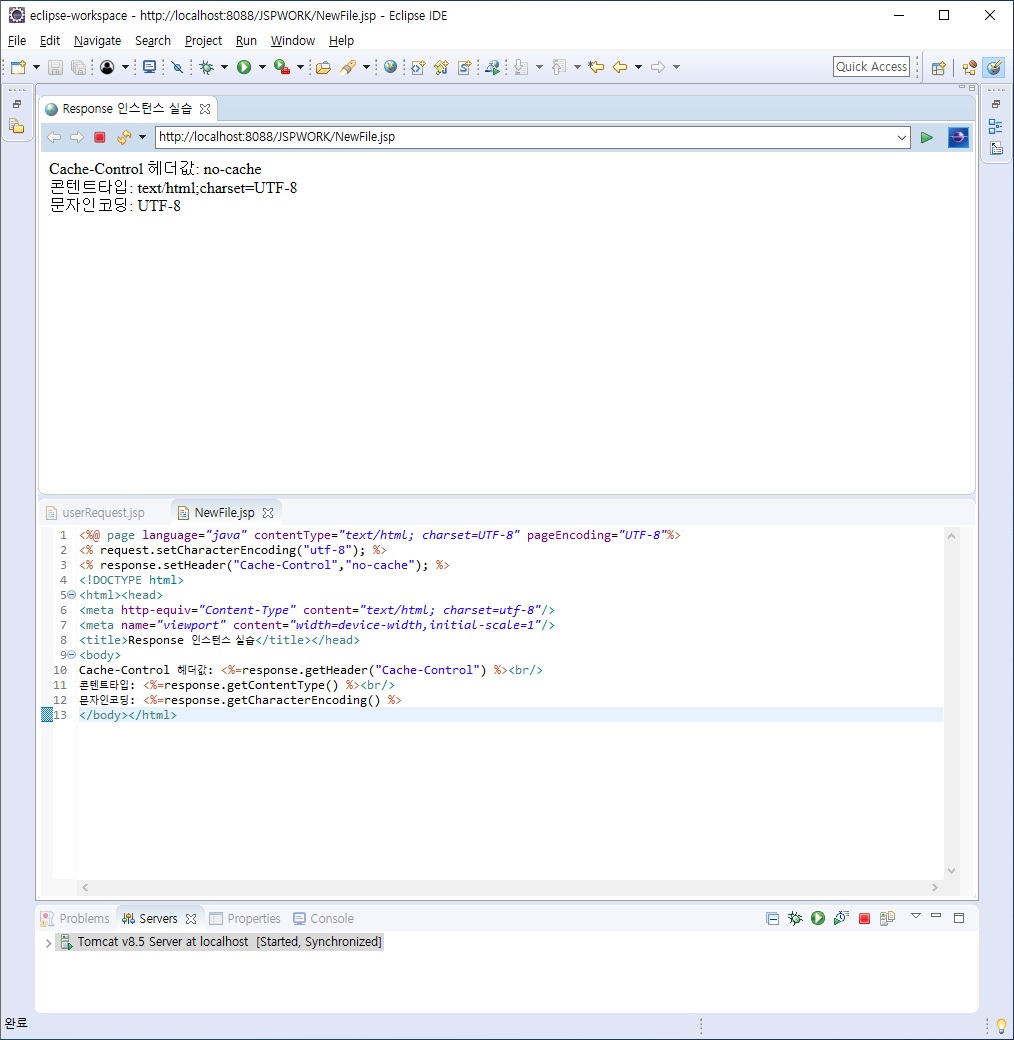 eclipse-workspace - http://localhost:8088/JSPWORK/NewFile.jsp - Eclipse IDE
File Edit Navigate Search Project Run Window Help
Quick Access
Response 인스턴스 실습
http://localhost:8088/JSPWORK/NewFile.jsp
Cache-Control 헤더값: no-cache
콘텐트타입: text/html;charset=UTF-8
문자인코딩: UTF-8
userRequest.jsp NewFile.jsp
1 <%@ page language="java" contentType="text/html; charset=UTF-8" pageEncoding="UTF-8"%>
2 <% request.setCharacterEncoding("utf-8"); %>
3 <% response.setHeader("Cache-Control","no-cache"); %>
4 <!DOCTYPE html>
5 <html><head>
6 <meta http-equiv="Content-Type" content="text/html; charset=utf-8"/>
7 <meta name="viewport" content="width=device-width,initial-scale=1"/>
8 <title>Response 인스턴스 실습</title></head>
9 <body>
10 Cache-Control 헤더값: <%=response.getHeader("Cache-Control") %><br/>
11 콘텐트타입: <%=response.getContentType() %><br/>
12 문자인코딩: <%=response.getCharacterEncoding() %>
13 </body></html>
Problems Servers Properties Console
Tomcat v8.5 Server at localhost [Started, Synchronized]
완료